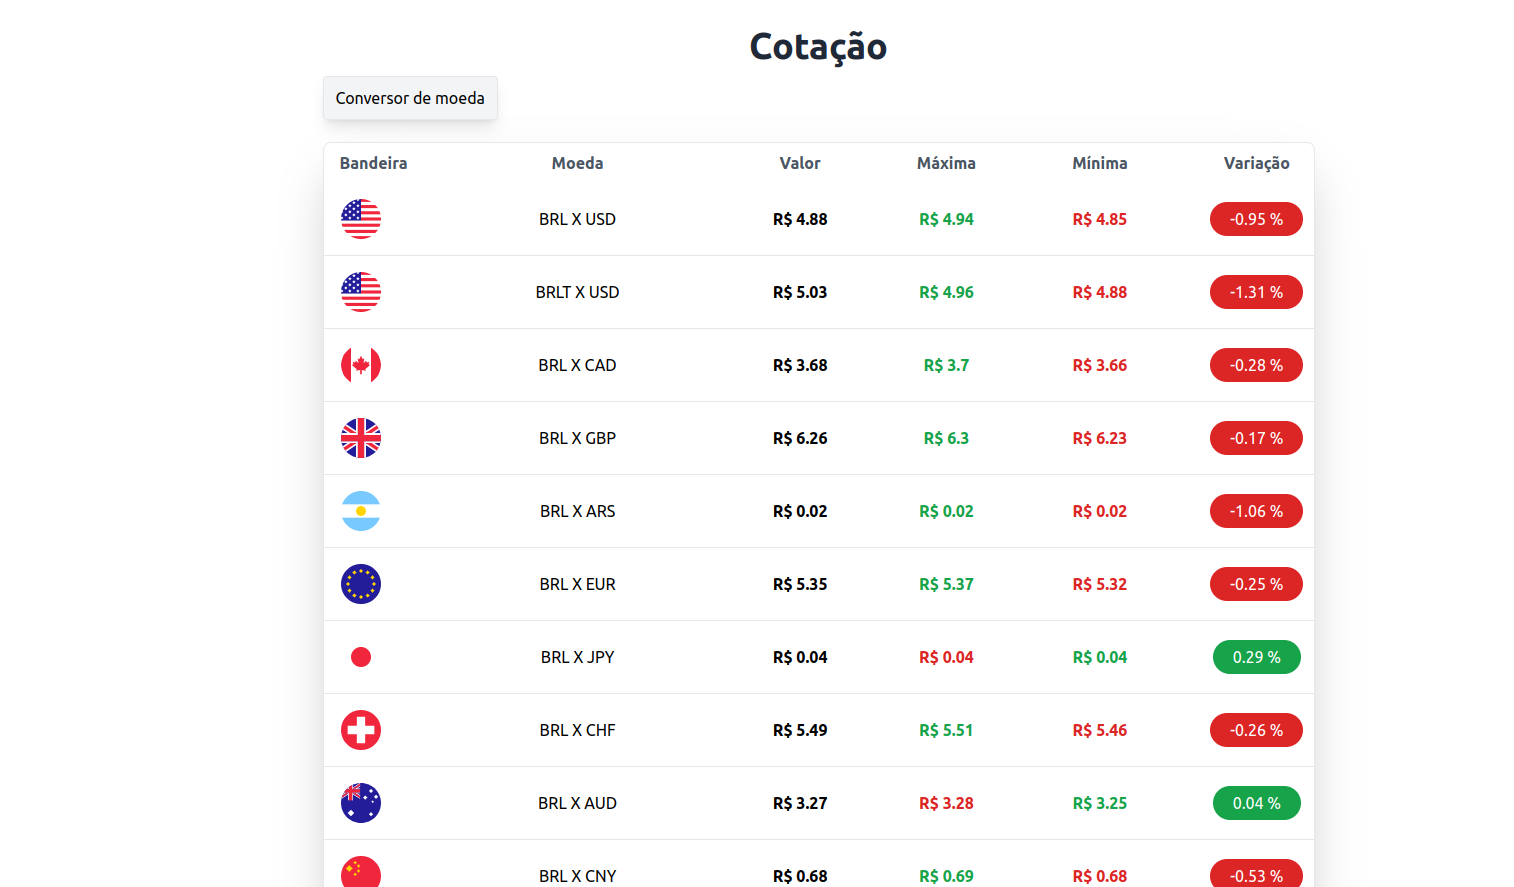 Cotação
Conversor de moeda
Bandeira Moeda Valor Máxima Mínima Variação
BRL X USD R$ 4.88 R$ 4.94 R$ 4.85 -0.95 %
BRLT X USD R$ 5.03 R$ 4.96 R$ 4.88 -1.31 %
BRL X CAD R$ 3.68 R$ 3.7 R$ 3.66 -0.28 %
BRL X GBP R$ 6.26 R$ 6.3 R$ 6.23 -0.17 %
BRL X ARS R$ 0.02 R$ 0.02 R$ 0.02 -1.06 %
BRL X EUR R$ 5.35 R$ 5.37 R$ 5.32 -0.25 %
BRL X JPY R$ 0.04 R$ 0.04 R$ 0.04 0.29 %
BRL X CHF R$ 5.49 R$ 5.51 R$ 5.46 -0.26 %
BRL X AUD R$ 3.27 R$ 3.28 R$ 3.25 0.04 %
BRL X CNY R$ 0.68 R$ 0.69 R$ 0.68 -0.53 %